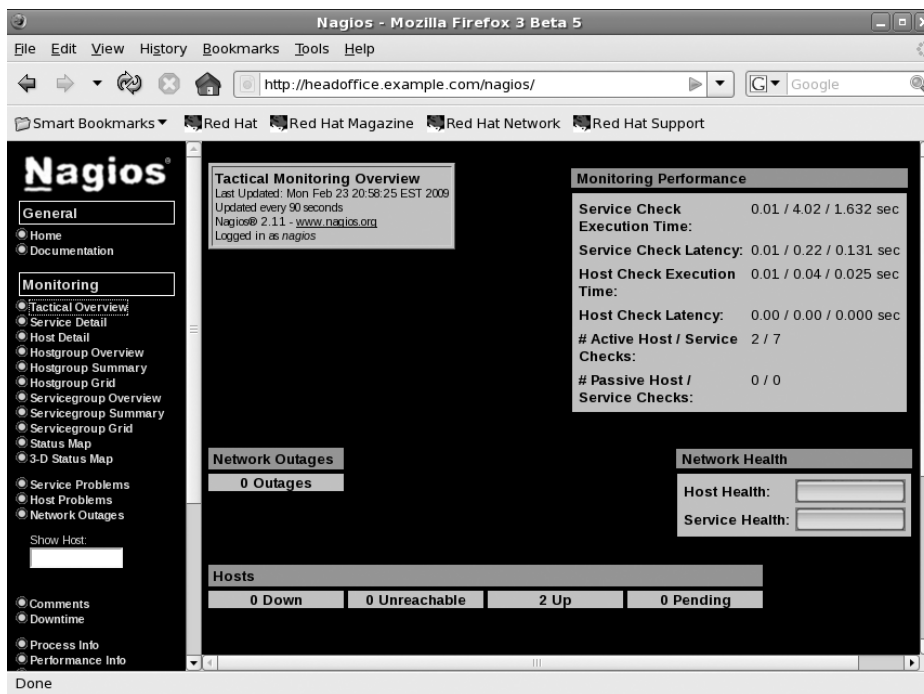 Nagios - Mozilla Firefox 3 Beta 5
File Edit View History Bookmarks Tools Help
http://headoffice.example.com/nagios/
G Google
Smart Bookmarks Red Hat Red Hat Magazine Red Hat Network Red Hat Support
Nagios®
General
Home
Documentation
Monitoring
Tactical Overview
Service Detail
Host Detail
Hostgroup Overview
Hostgroup Summary
Hostgroup Grid
Servicegroup Overview
Servicegroup Summary
Servicegroup Grid
Status Map
3-D Status Map
Service Problems
Host Problems
Network Outages
Show Host:
Comments
Downtime
Process Info
Performance Info
Tactical Monitoring Overview
Last Updated: Mon Feb 23 20:58:25 EST 2009
Updated every 90 seconds
Nagios® 2.11 - www.nagios.org
Logged in as nagios
Monitoring Performance
Service Check 0.01 / 4.02 / 1.632 sec
Execution Time:
Service Check Latency: 0.01 / 0.22 / 0.131 sec
Host Check Execution 0.01 / 0.04 / 0.025 sec
Time:
Host Check Latency: 0.00 / 0.00 / 0.000 sec
# Active Host / Service 2 / 7
Checks:
# Passive Host / 0 / 0
Service Checks:
Network Outages
0 Outages
Network Health
Host Health:
Service Health:
Hosts
0 Down 0 Unreachable 2 Up 0 Pending
Done